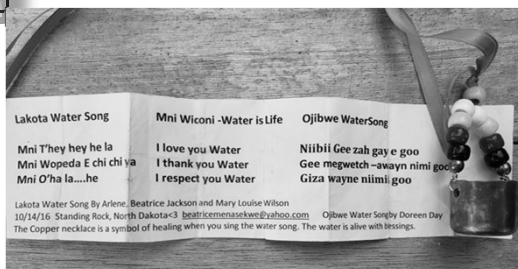 Lakota Water Song Mni Wiconi -Water is Life Ojibwe WaterSong
Mni T'hey hey he la I love you Water Niibii Gee zah gay e goo
Mni Wopeda E chi chi ya I thank you Water Gee megwetch –awayn nimi goo
Mni O'ha la....he I respect you Water Giza wayne niimii goo
Lakota Water Song By Arlene, Beatrice Jackson and Mary Louise Wilson
10/14/16 Standing Rock, North Dakota<3 beatricemenasekwe@yahoo.com Ojibwe Water Songby Doreen Day
The Copper necklace is a symbol of healing when you sing the water song. The water is alive with bessings.